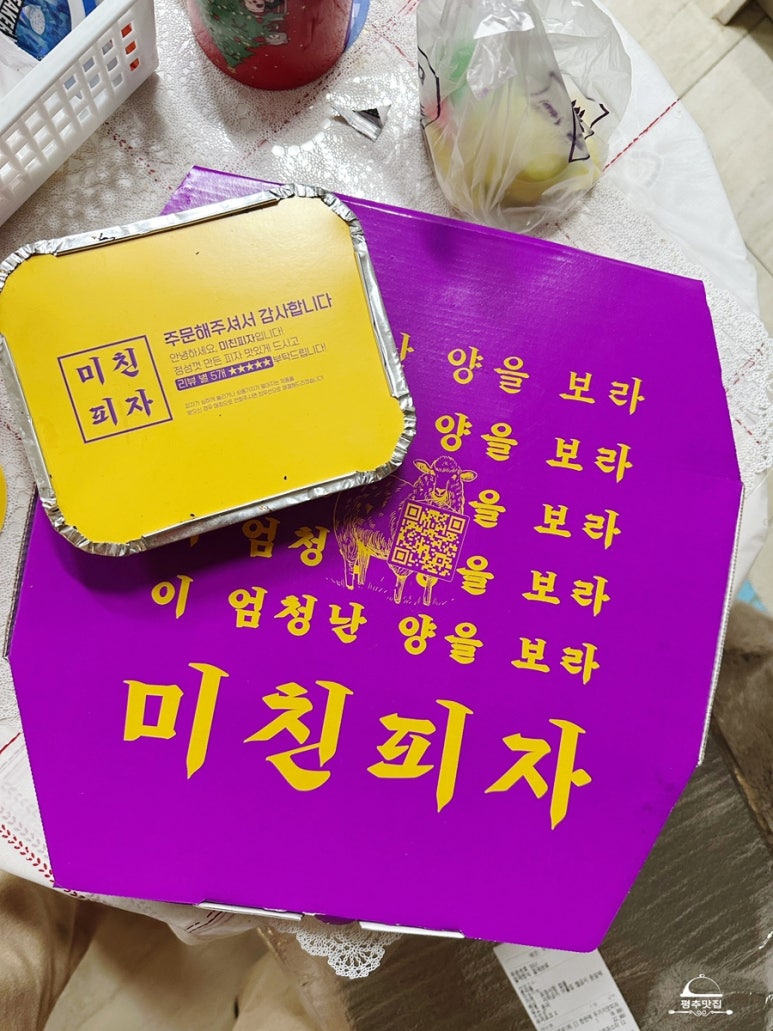 주문해주셔서 감사합니다
안녕하세요. 미친피자입니다!
정성껏 만든 피자 맛있게 드시고
리뷰 별 5개 ★★★★★ 부탁드립니다!
미친
피자
양을 보라
양을 보라
을 보라
엄청 을 보라
이 엄청난 양을 보라
미친피자
평추맛집